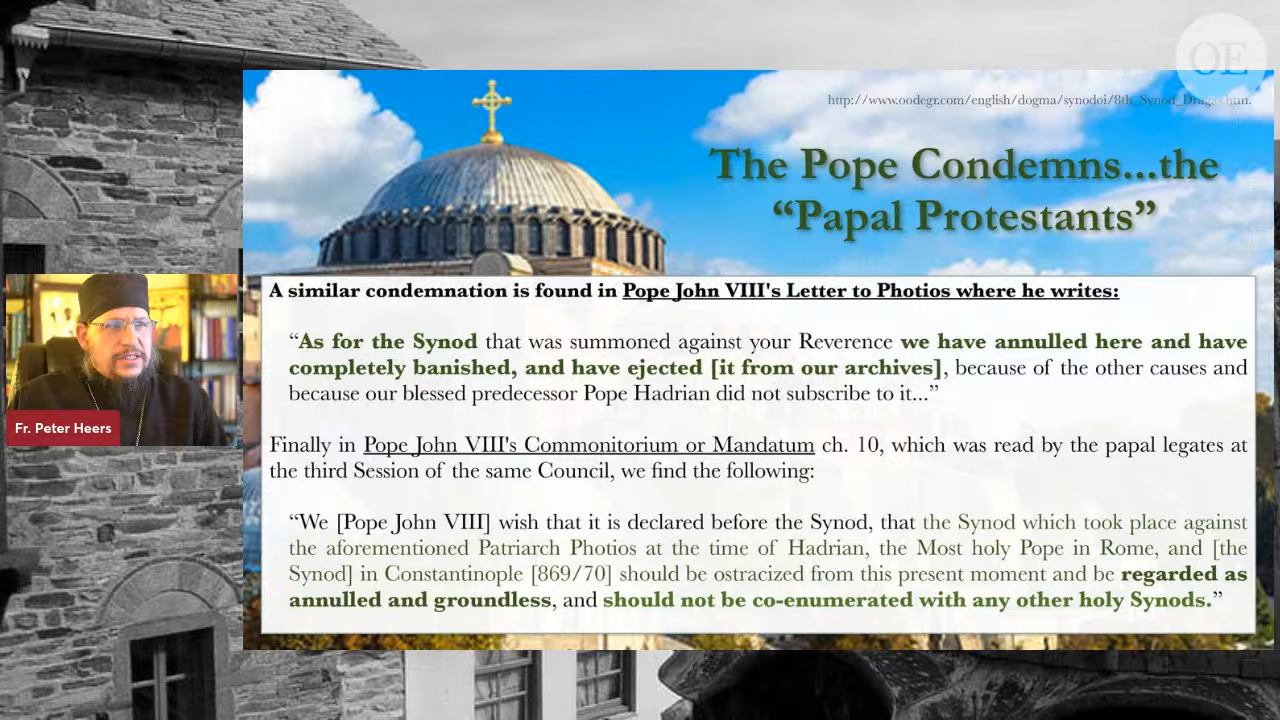 OE
http://www.oodegr.com/english/dogma/synodoi/8th_Synod_Dragas.htm.
The Pope Condemns...the
“Papal Protestants”
A similar condemnation is found in Pope John VIII's Letter to Photios where he writes:
“As for the Synod that was summoned against your Reverence we have annulled here and have
completely banished, and have ejected [it from our archives], because of the other causes and
because our blessed predecessor Pope Hadrian did not subscribe to it...”
Finally in Pope John VIII's Commonitorium or Mandatum ch. 10, which was read by the papal legates at
the third Session of the same Council, we find the following:
“We [Pope John VIII] wish that it is declared before the Synod, that the Synod which took place against
the aforementioned Patriarch Photios at the time of Hadrian, the Most holy Pope in Rome, and [the
Synod] in Constantinople [869/70] should be ostracized from this present moment and be regarded as
annulled and groundless, and should not be co-enumerated with any other holy Synods.”
Fr. Peter Heers